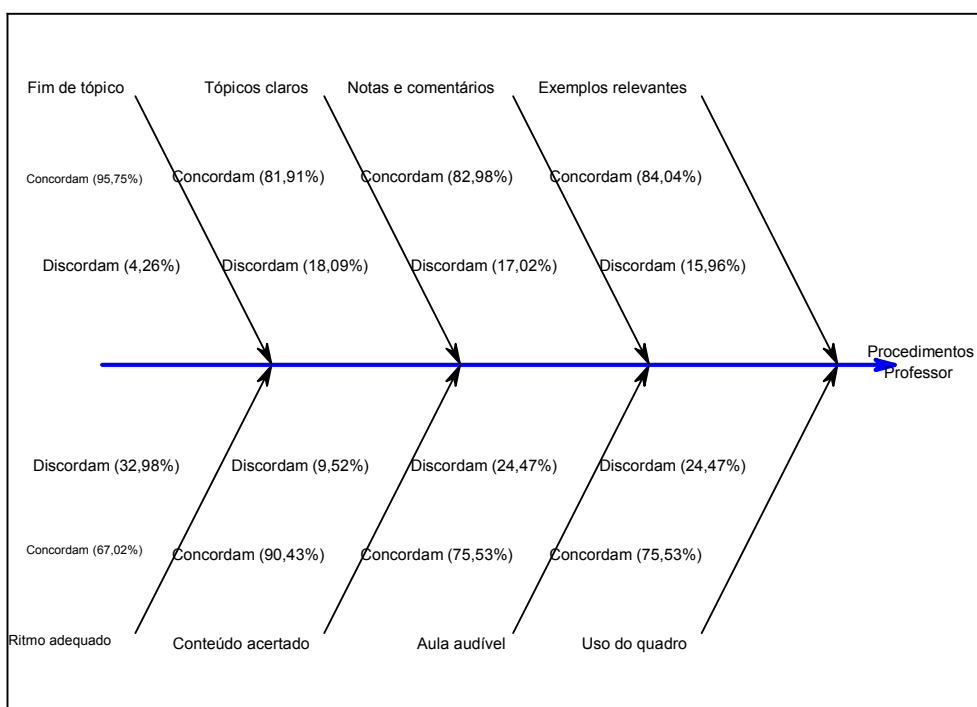 Fim de tópico
Tópicos claros
Notas e comentários
Exemplos relevantes
Concordam (95,75%)
Concordam (81,91%)
Concordam (82,98%)
Concordam (84,04%)
Discordam (4,26%)
Discordam (18,09%)
Discordam (17,02%)
Discordam (15,96%)
Procedimentos
Professor
Discordam (32,98%)
Discordam (9,52%)
Discordam (24,47%)
Discordam (24,47%)
Concordam (67,02%)
Concordam (90,43%)
Concordam (75,53%)
Concordam (75,53%)
Ritmo adequado
Conteúdo acertado
Aula audível
Uso do quadro